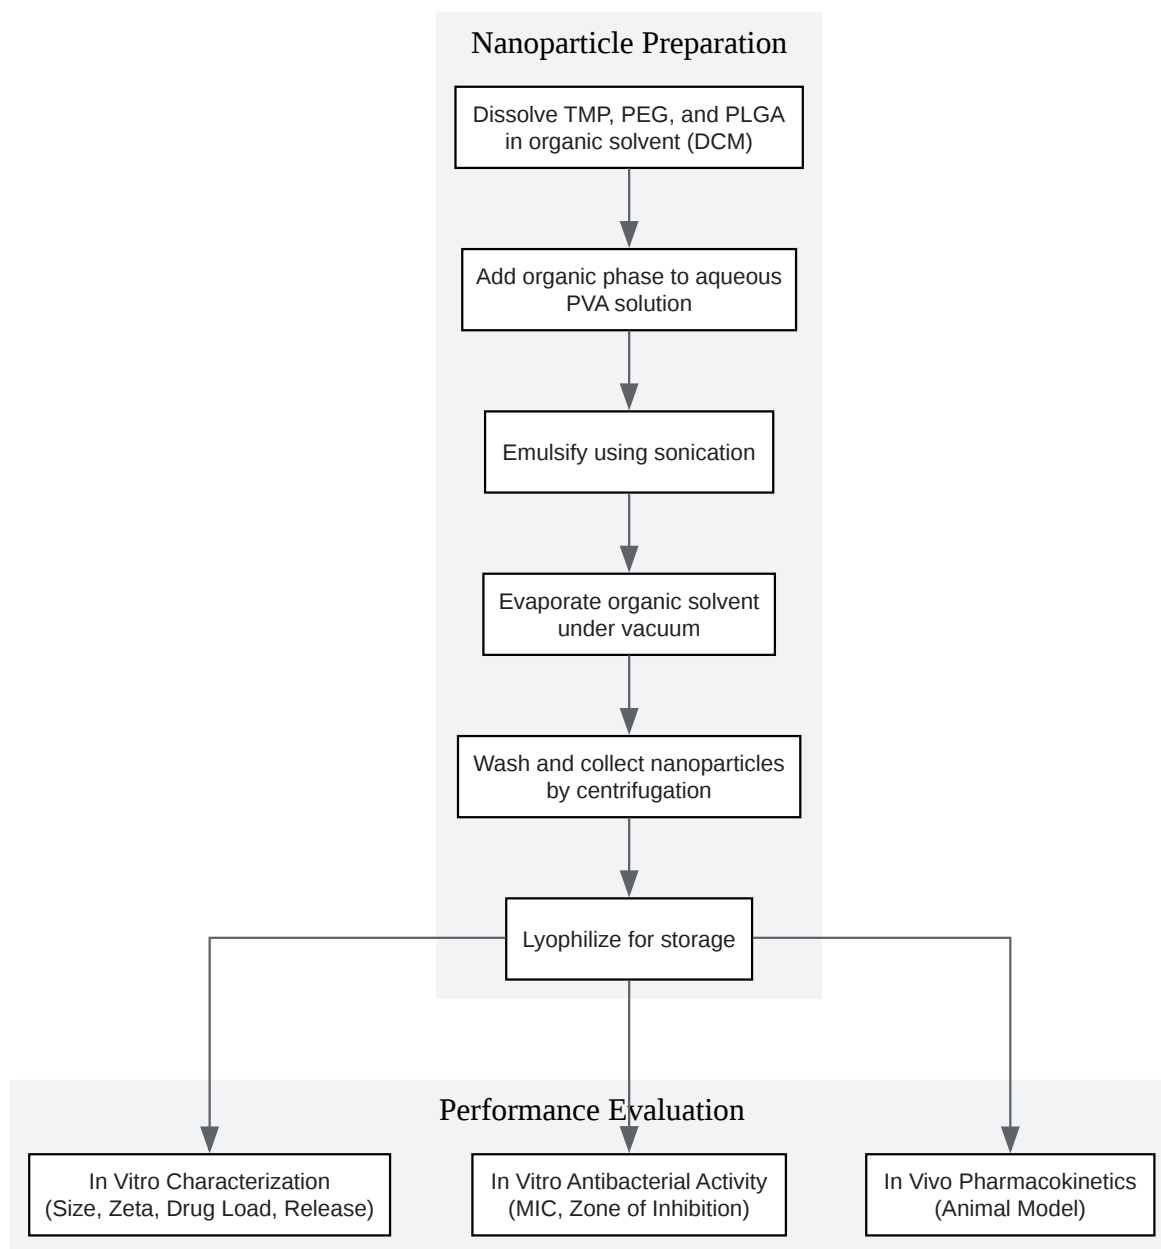 Nanoparticle Preparation
Dissolve TMP, PEG, and PLGA
in organic solvent (DCM)
Add organic phase to aqueous
PVA solution
Emulsify using sonication
Evaporate organic solvent
under vacuum
Wash and collect nanoparticles
by centrifugation
Lyophilize for storage
Performance Evaluation
In Vitro Characterization
(Size, Zeta, Drug Load, Release)
In Vitro Antibacterial Activity
(MIC, Zone of Inhibition)
In Vivo Pharmacokinetics
(Animal Model)